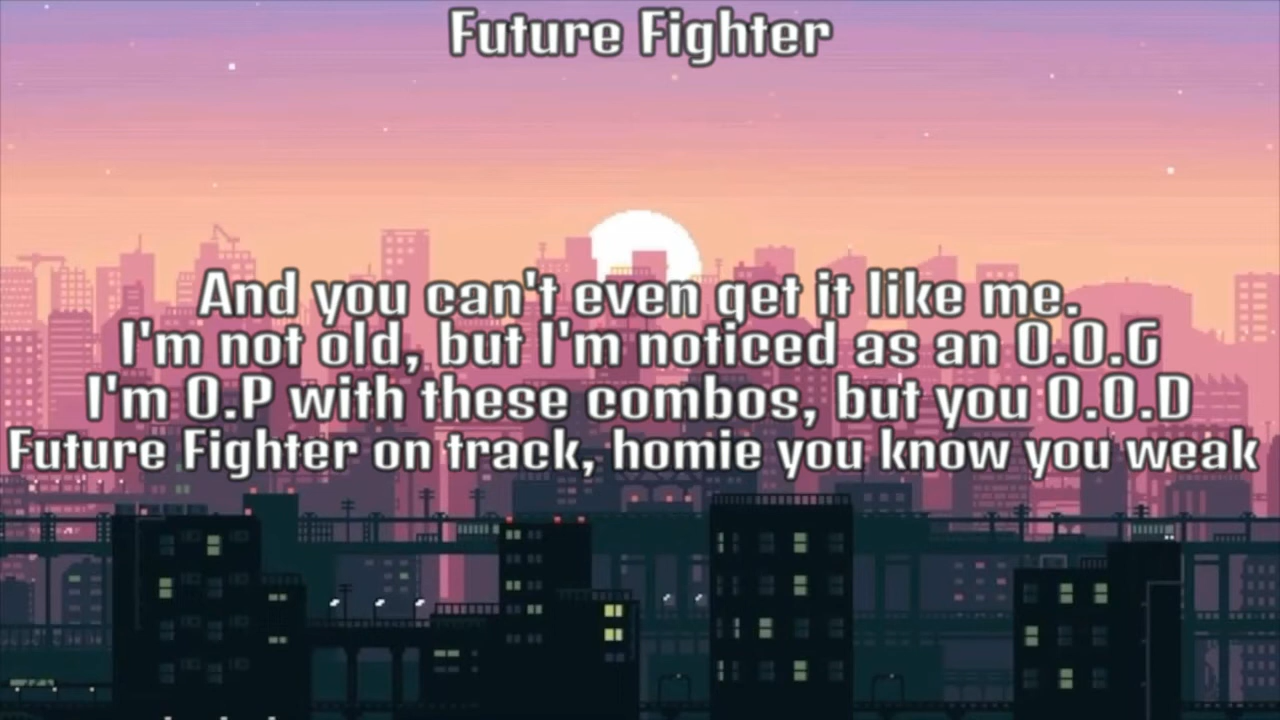 Future Fighter
And you can't even get it like me.
I'm not old, but I'm noticed as an O.O.G
I'm O.P with these combos, but you O.O.D
Future Fighter on track, homie you know you weak